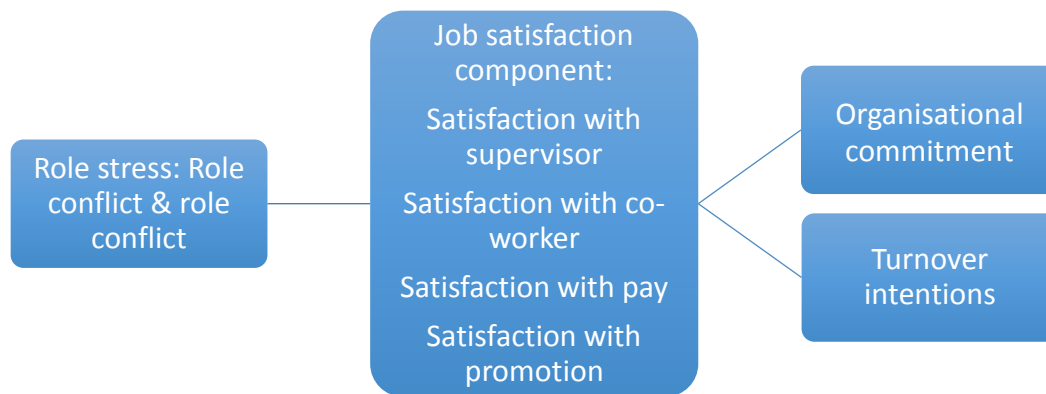 Role stress: Role
conflict & role
conflict
Job satisfaction
component:
Satisfaction with
supervisor
Satisfaction with co-
worker
Satisfaction with pay
Satisfaction with
promotion
Organisational
commitment
Turnover
intentions